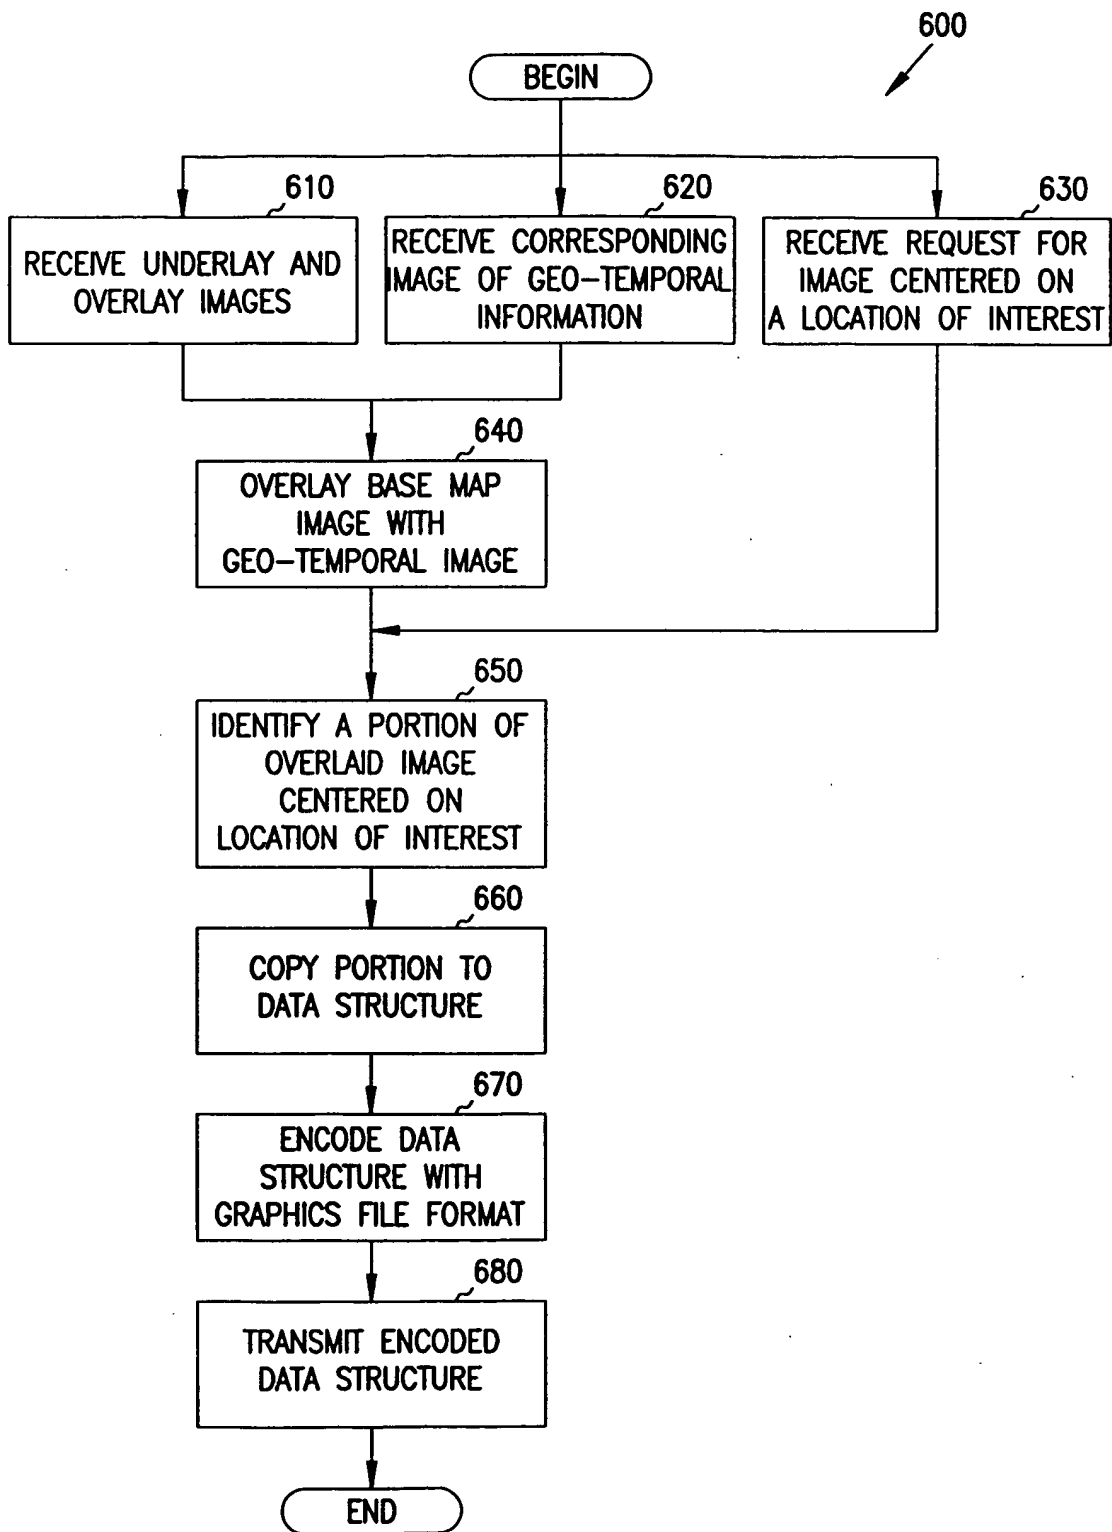 600
BEGIN
610
RECEIVE UNDERLAY AND
OVERLAY IMAGES
620
RECEIVE CORRESPONDING
IMAGE OF GEO-TEMPORAL
INFORMATION
630
RECEIVE REQUEST FOR
IMAGE CENTERED ON
A LOCATION OF INTEREST
640
OVERLAY BASE MAP
IMAGE WITH
GEO-TEMPORAL IMAGE
650
IDENTIFY A PORTION OF
OVERLAID IMAGE
CENTERED ON
LOCATION OF INTEREST
660
COPY PORTION TO
DATA STRUCTURE
670
ENCODE DATA
STRUCTURE WITH
GRAPHICS FILE FORMAT
680
TRANSMIT ENCODED
DATA STRUCTURE
END